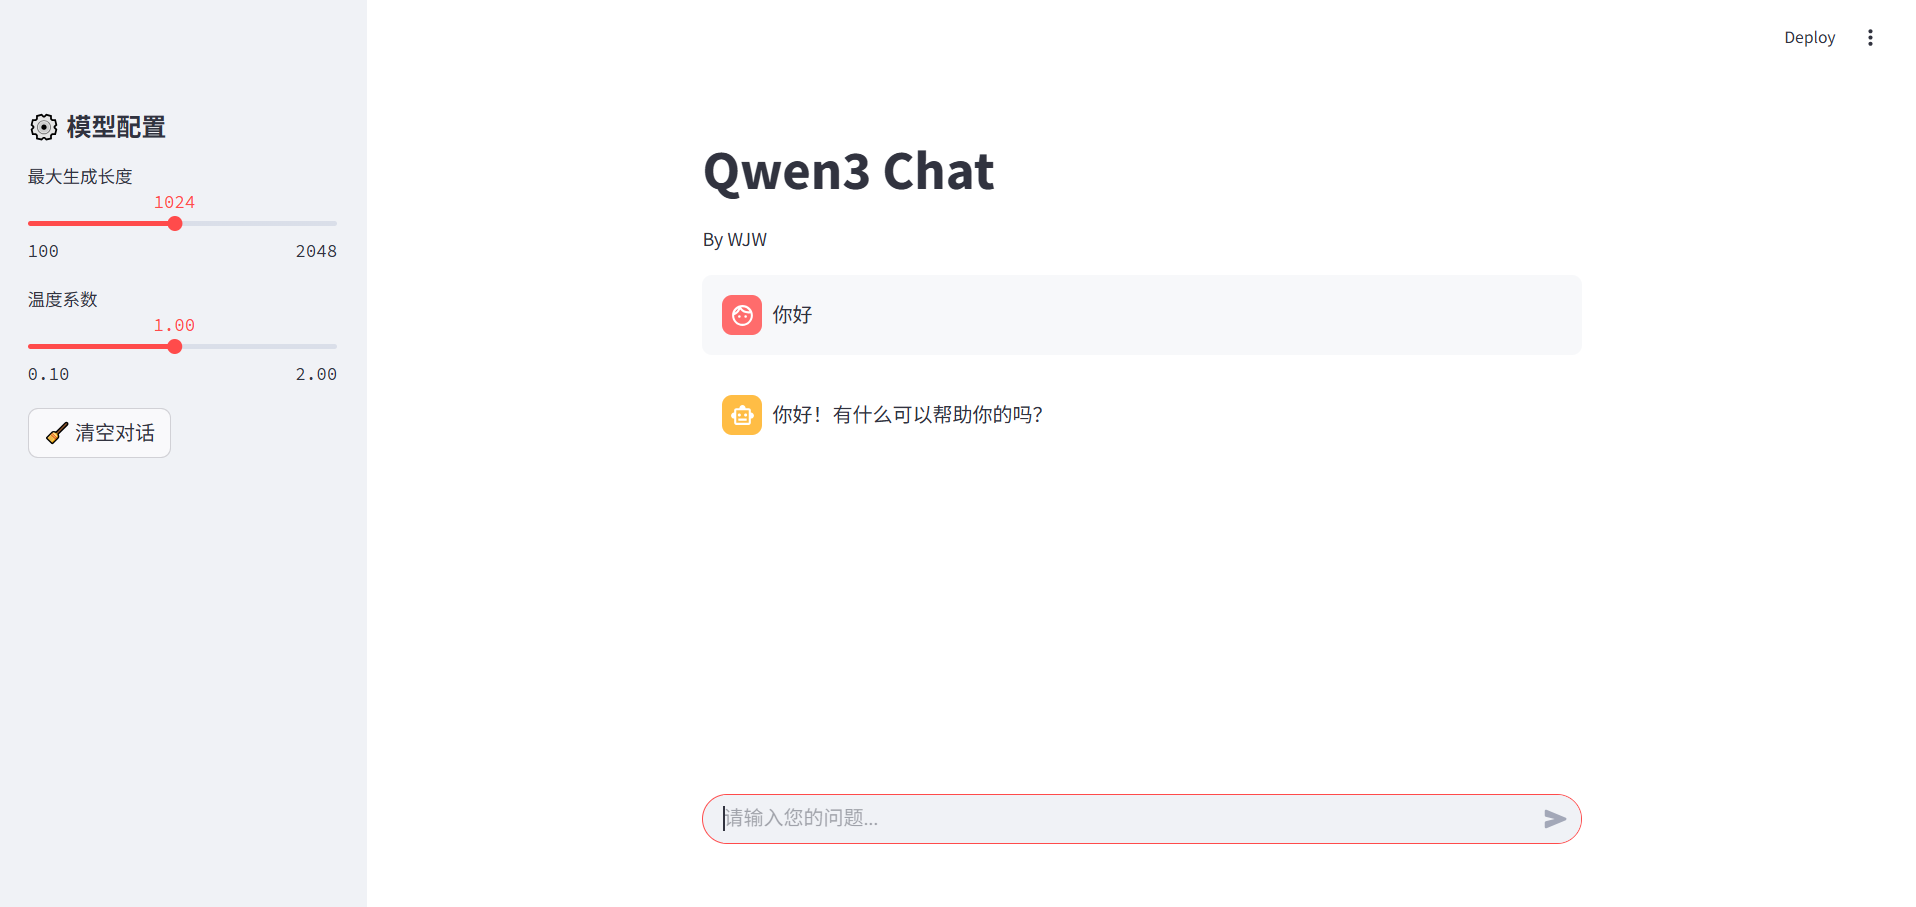 Deploy
模型配置
最大生成长度
1024
100 2048
温度系数
1.00
0.10 2.00
清空对话
Qwen3 Chat
By WJW
你好
你好！有什么可以帮助你的吗？
请输入您的问题...